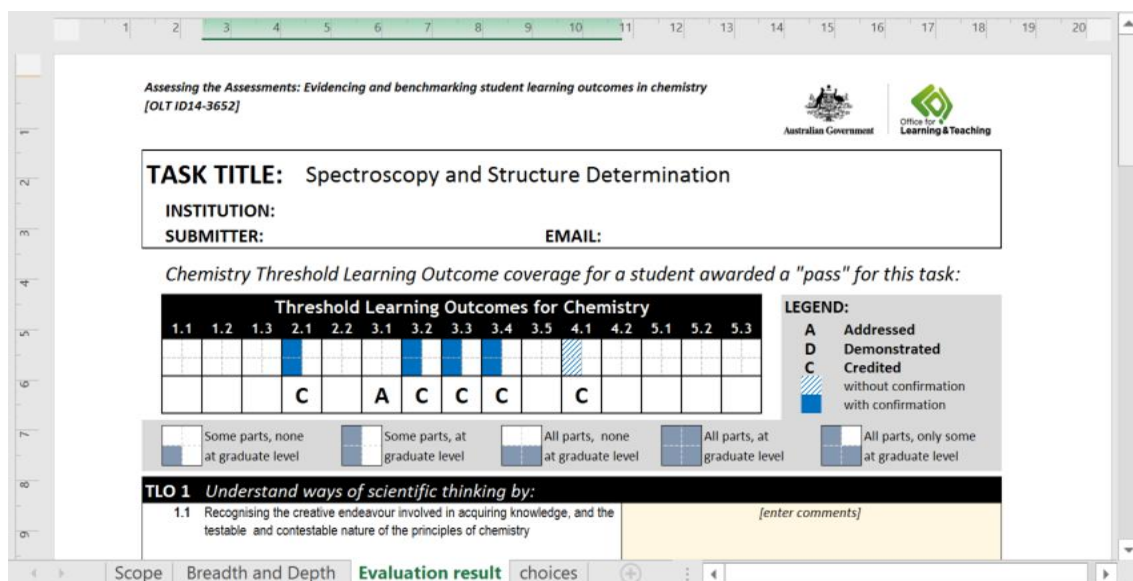 1 2 3 4 5 6 7 8 9 10 11 12 13 14 15 16 17 18 19 20
Assessing the Assessments: Evidencing and benchmarking student learning outcomes in chemistry
[OLT ID14-3652]
Australian Government
Office for
Learning & Teaching
TASK TITLE: Spectroscopy and Structure Determination
INSTITUTION:
SUBMITTER: EMAIL:
Chemistry Threshold Learning Outcome coverage for a student awarded a "pass" for this task:
Threshold Learning Outcomes for Chemistry
1.1 1.2 1.3 2.1 2.2 3.1 3.2 3.3 3.4 3.5 4.1 4.2 5.1 5.2 5.3
C A C C C C
LEGEND:
A Addressed
D Demonstrated
C Credited
without confirmation
with confirmation
Some parts, none
at graduate level
Some parts, at
graduate level
All parts, none
at graduate level
All parts, at
graduate level
All parts, only some
at graduate level
TLO 1 Understand ways of scientific thinking by:
1.1 Recognising the creative endeavour involved in acquiring knowledge, and the
testable and contestable nature of the principles of chemistry
[enter comments]
1
2
3
4
5
6
7
8
9
Scope Breadth and Depth Evaluation result choices